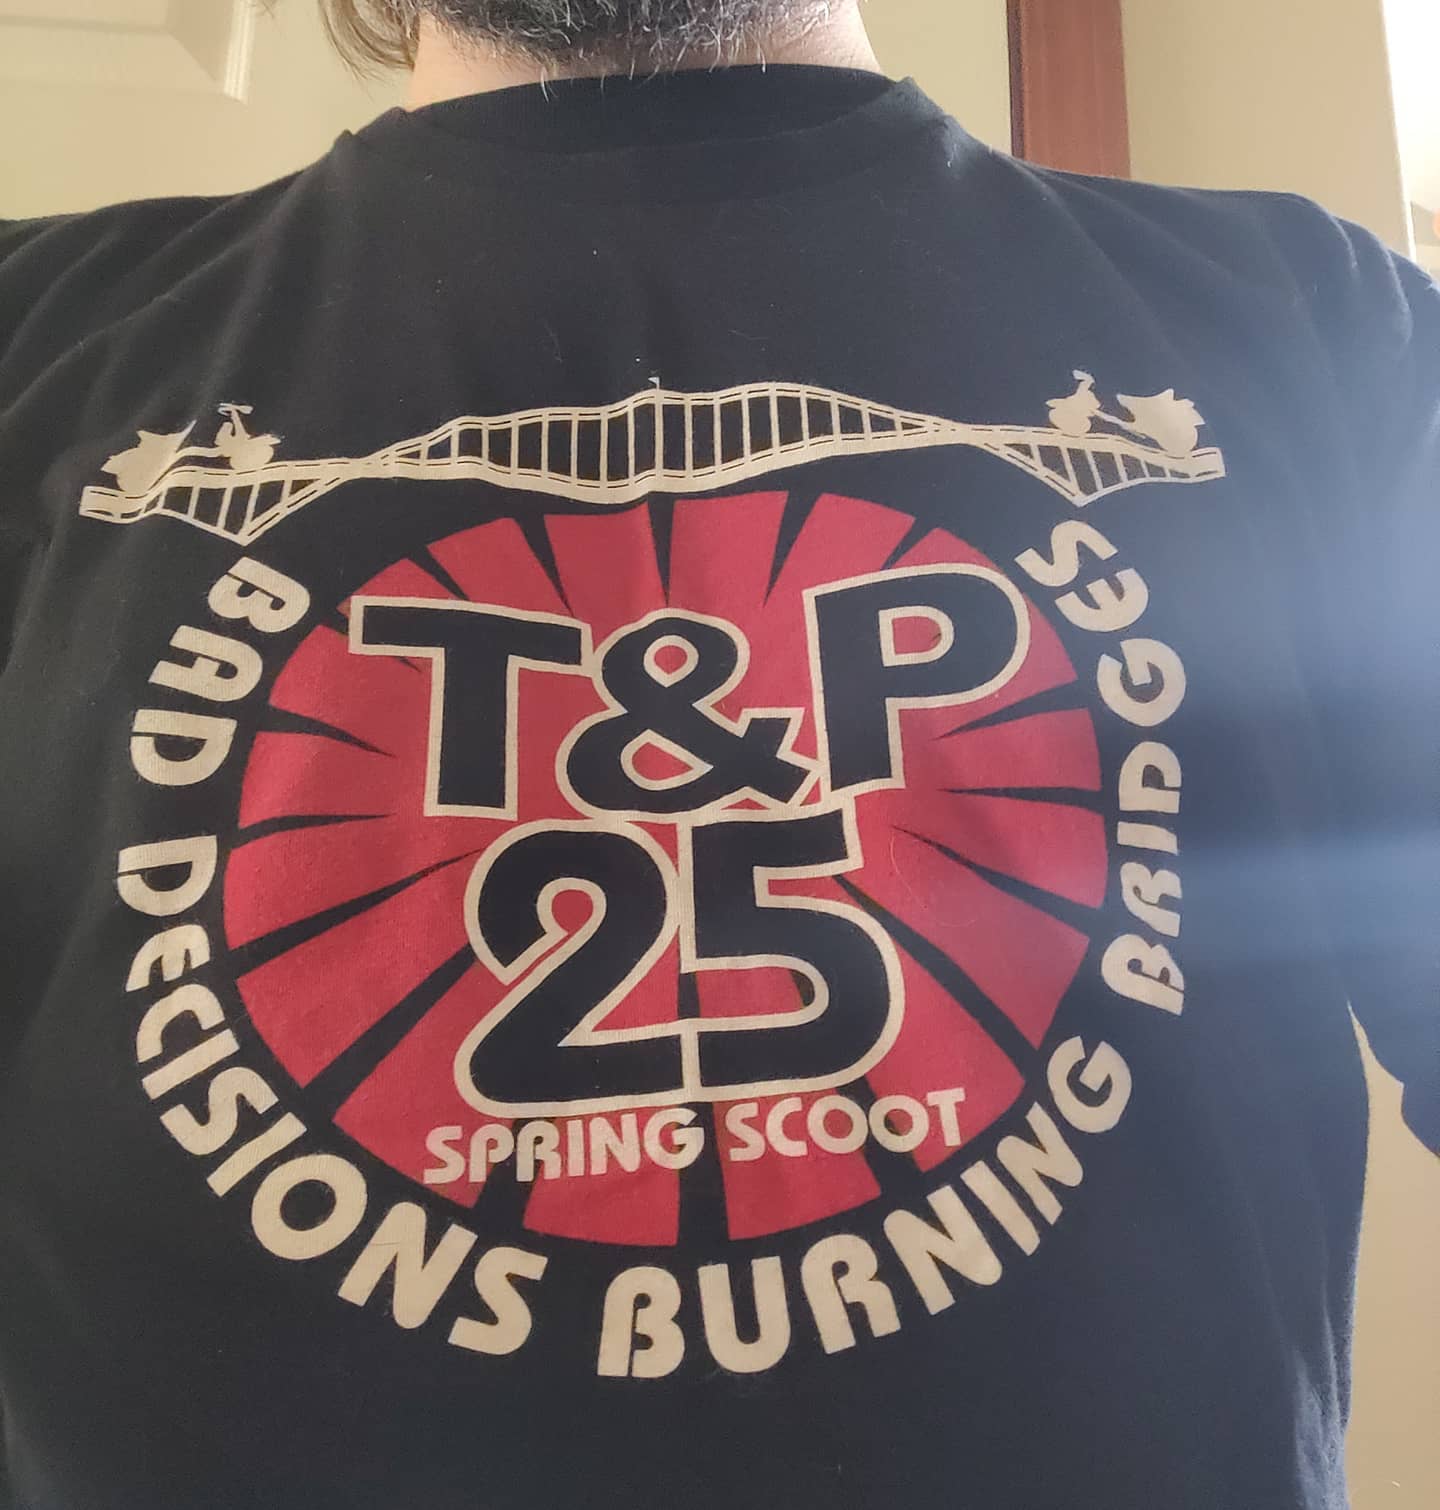 T&P
25
SPRING SCOOT
BAD DECISIONS BURNING BRIDGES